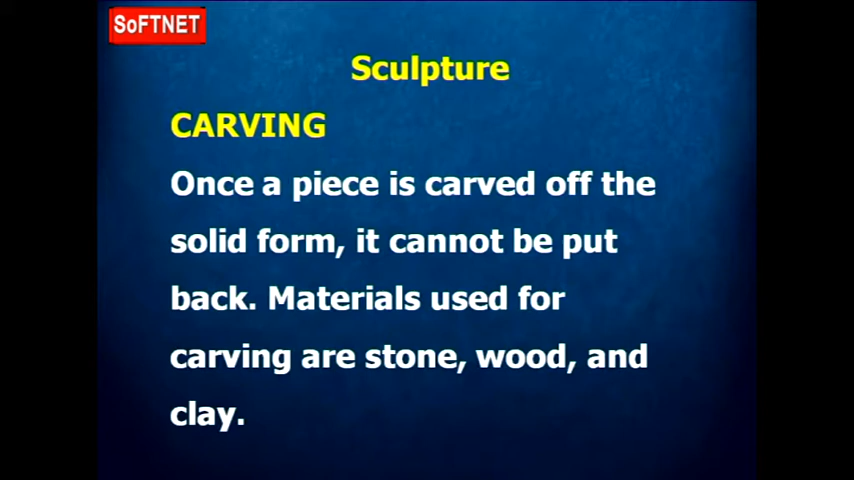 SoFTNET
Sculpture
CARVING
Once a piece is carved off the
solid form, it cannot be put
back. Materials used for
carving are stone, wood, and
clay.